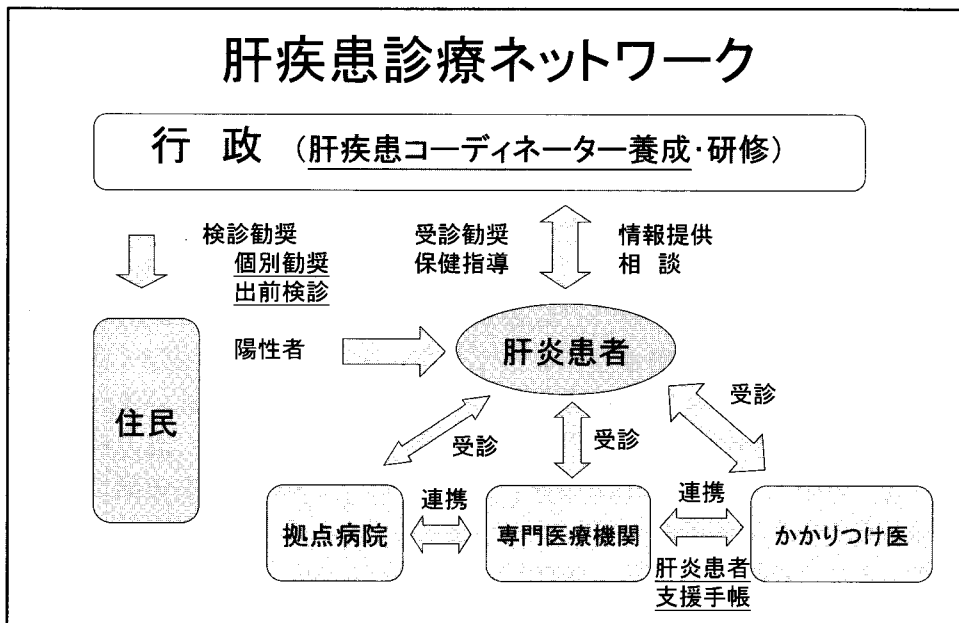 肝疾患診療ネットワーク
行 政 (肝疾患コーディネーター養成・研修)
検診勧奨
個別勧奨
出前検診
受診勧奨
保健指導
情報提供
相 談
陽性者
肝炎患者
住民
受診
受診
受診
拠点病院
連携
専門医療機関
連携
かかりつけ医
肝炎患者
支援手帳